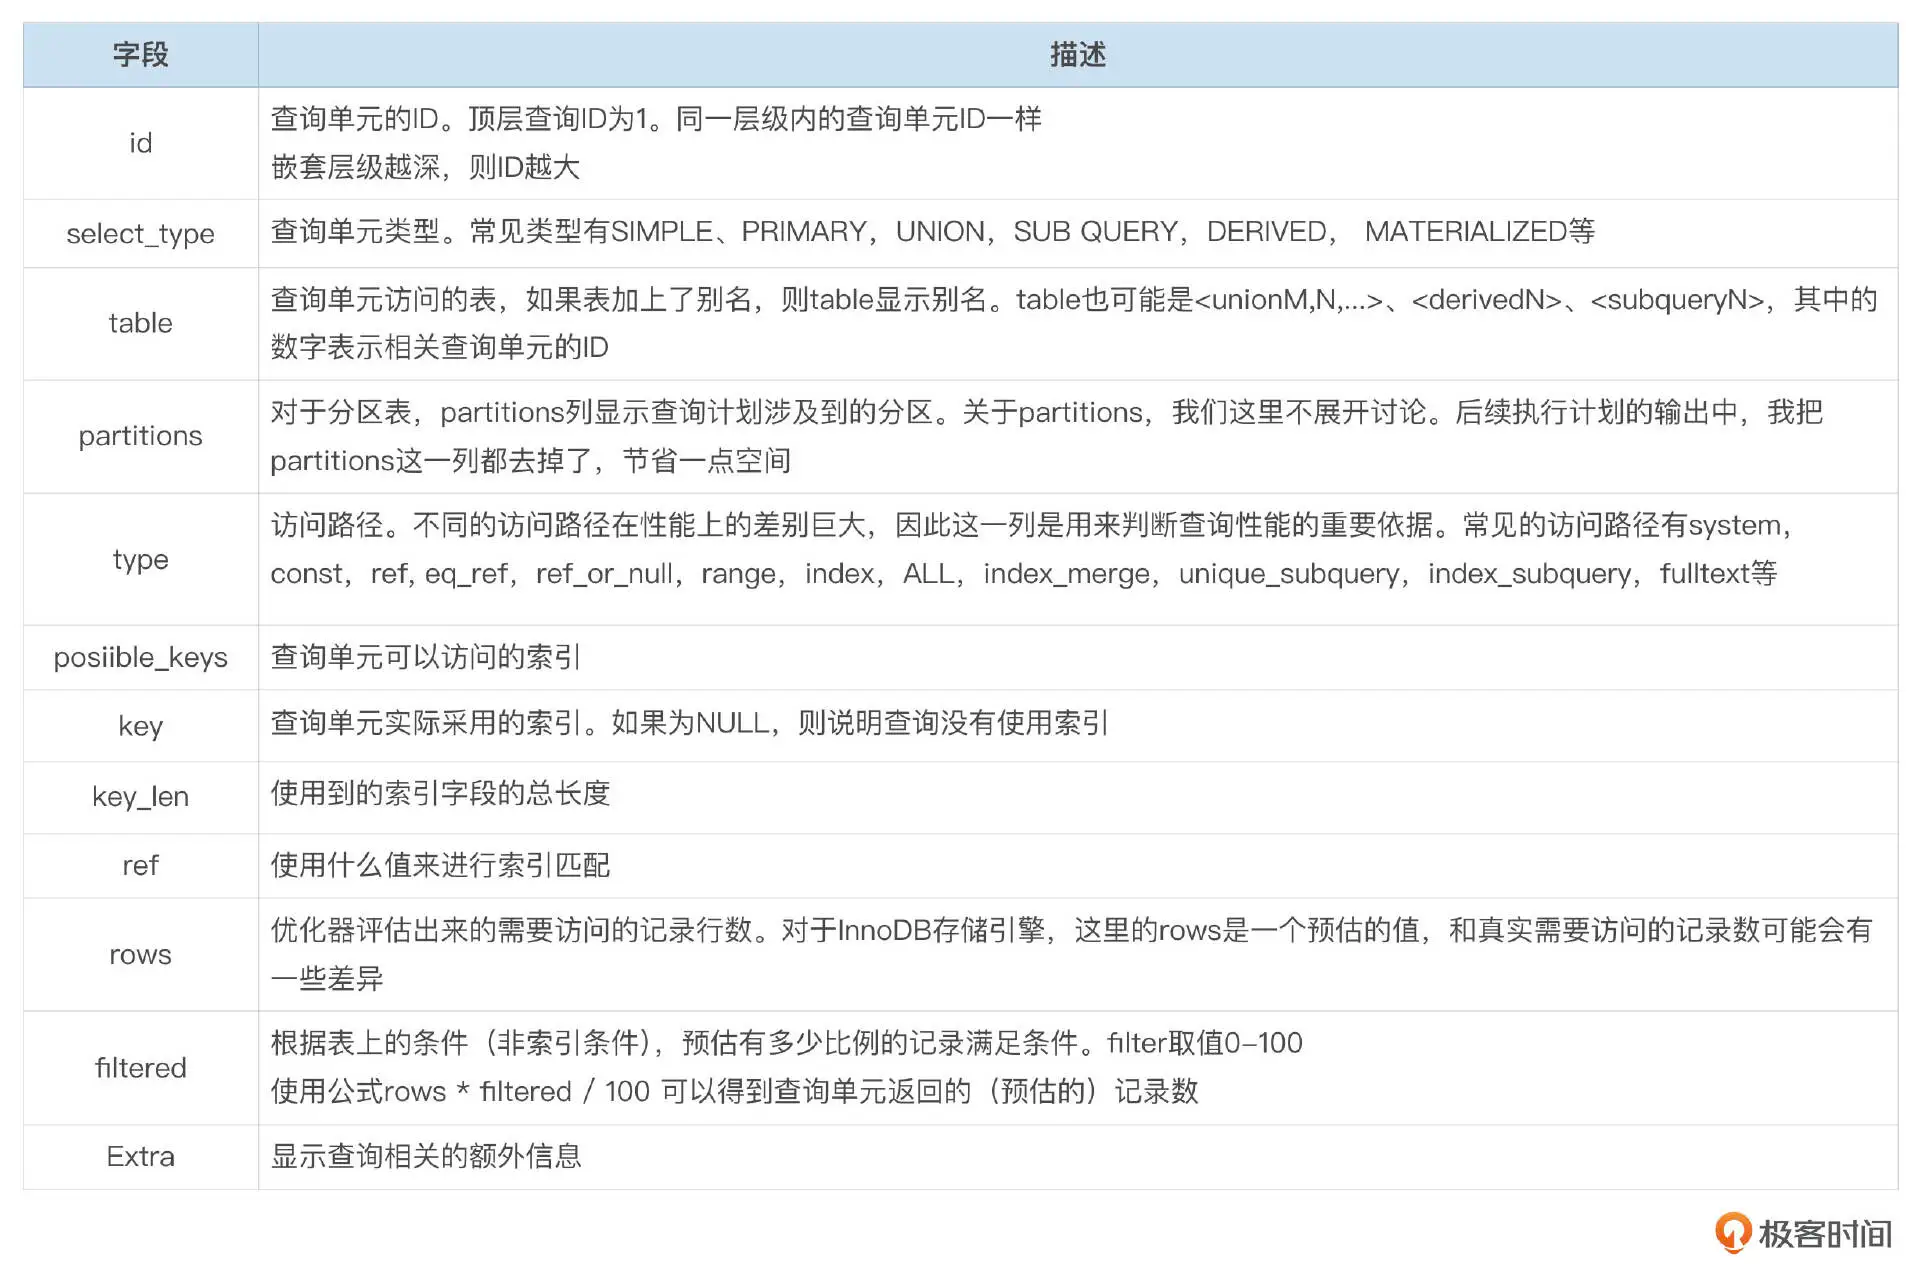 字段
描述
id
查询单元的ID。顶层查询ID为1。同一层级内的查询单元ID一样
嵌套层级越深，则ID越大
select_type
查询单元类型。常见类型有SIMPLE、PRIMARY，UNION，SUB QUERY，DERIVED， MATERIALIZED等
table
查询单元访问的表，如果表加上了别名，则table显示别名。table也可能是<unionM,N,...>、<derivedN>、<subqueryN>，其中的
数字表示相关查询单元的ID
partitions
对于分区表，partitions列显示查询计划涉及到的分区。关于partitions，我们这里不展开讨论。后续执行计划的输出中，我把
partitions这一列都去掉了，节省一点空间
type
访问路径。不同的访问路径在性能上的差别巨大，因此这一列是用来判断查询性能的重要依据。常见的访问路径有system，
const，ref, eq_ref，ref_or_null，range，index，ALL，index_merge，unique_subquery，index_subquery，fulltext等
posiible_keys
查询单元可以访问的索引
key
查询单元实际采用的索引。如果为NULL，则说明查询没有使用索引
key_len
使用到的索引字段的总长度
ref
使用什么值来进行索引匹配
rows
优化器评估出来的需要访问的记录行数。对于InnoDB存储引擎，这里的rows是一个预估的值，和真实需要访问的记录数可能会有
一些差异
filtered
根据表上的条件（非索引条件），预估有多少比例的记录满足条件。filter取值0-100
使用公式rows * filtered / 100 可以得到查询单元返回的（预估的）记录数
Extra
显示查询相关的额外信息
极客时间